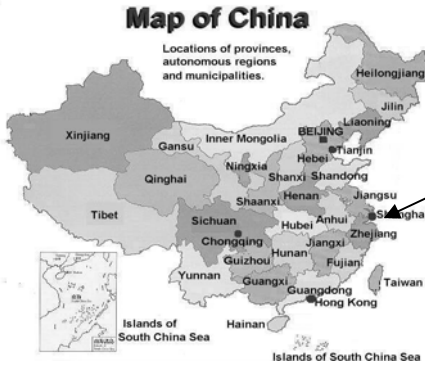 Map of China
Locations of provinces,
autonomous regions
and municipalities.
Heilongjiang
Jilin
Liaoning
BEIJING
Tianjin
Inner Mongolia
Xinjiang
Gansu
Hebei
Ningxia
Shanxi
Shandong
Qinghai
Shaanxi
Henan
Jiangsu
Tibet
Sichuan
Hubei
Anhui
Zhejiang
Chongqing
Jiangxi
Hunan
Guizhou
Fujian
Yunnan
Guangxi
Guangdong
Taiwan
Hong Kong
Hainan
Islands of
South China Sea
Islands of South China Sea